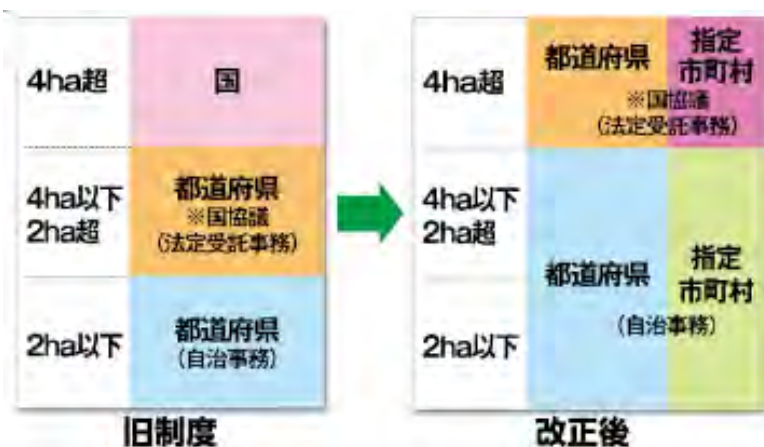 4ha超
国
4ha以下
2ha超
都道府県
※国協議
(法定受託事務)
2ha以下
都道府県
(自治事務)
旧制度
4ha超
都道府県
指定
市町村
※国協議
(法定受託事務)
4ha以下
2ha超
都道府県
指定
市町村
(自治事務)
2ha以下
改正後